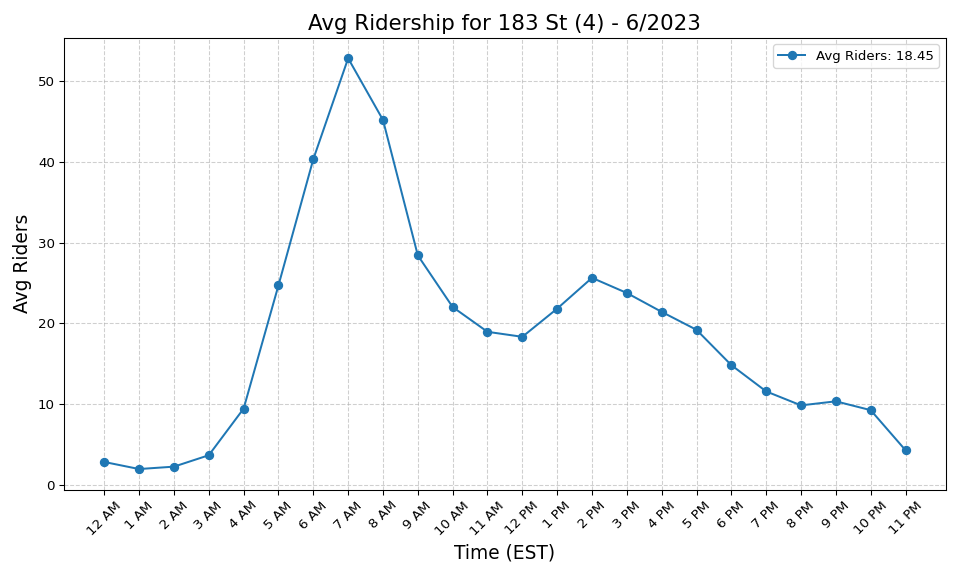 Avg Ridership for 183 St (4) - 6/2023
Avg Riders: 18.45
Avg Riders
50
40
30
20
10
0
12 AM
1 AM
2 AM
3 AM
4 AM
5 AM
6 AM
7 AM
8 AM
9 AM
10 AM
11 AM
12 PM
1 PM
2 PM
3 PM
4 PM
5 PM
6 PM
7 PM
8 PM
9 PM
10 PM
11 PM
Time (EST)